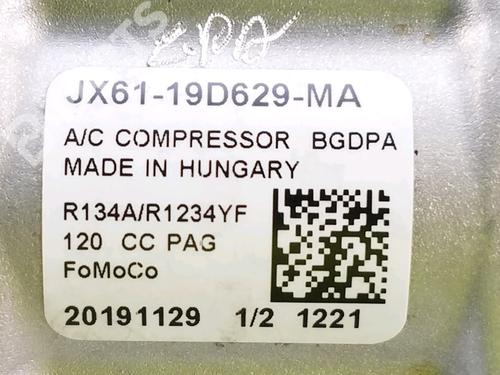 JX61-19D629-MA
A/C COMPRESSOR BGDPA
MADE IN HUNGARY
R134A/R1234YF
120 CC PAG
FoMoCo
20191129 1/2 1221